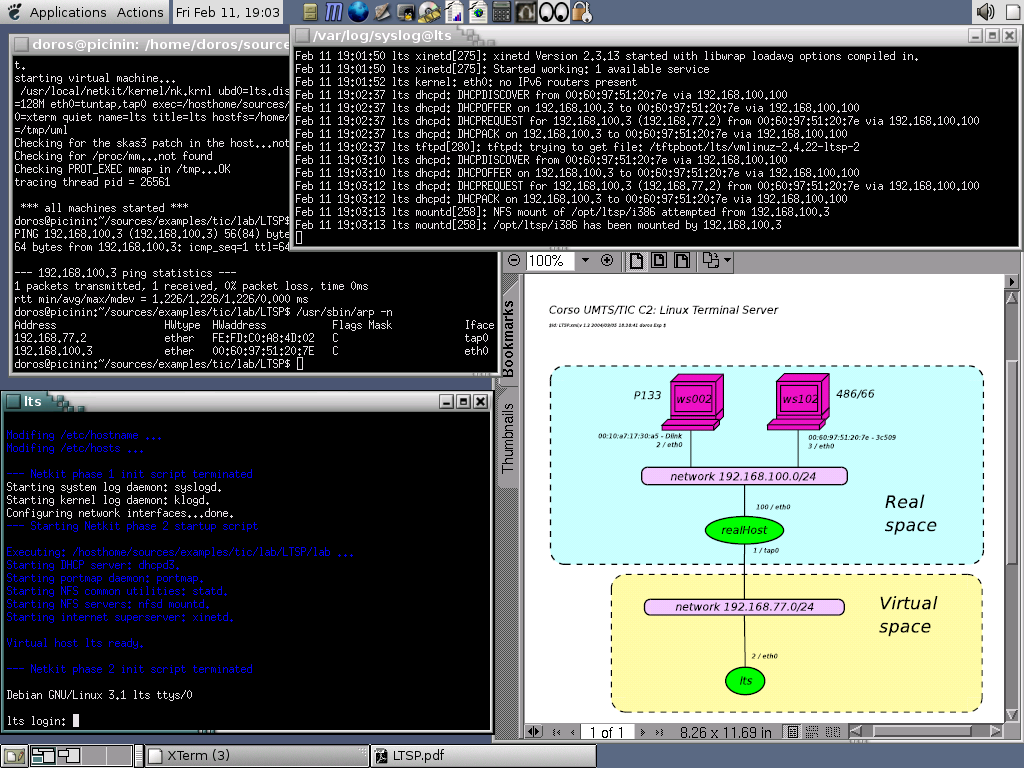 Applications Actions Fri Feb 11, 19:03
doros@picinin: /home/doros/source
t.
starting virtual machine...
/usr/local/netkit/kernel/nk.krnl ubd0=lts.dis
=128M eth0=tuntap,tap0 exec=/hosthome/sources/
0=xterm quiet name=lts title=lts hostfs=/home/
=/tmp/uml
Checking for the skas3 patch in the host...not
Checking for /proc/mm...not found
Checking PROT_EXEC mmap in /tmp...OK
tracing thread pid = 26561
*** all machines started ***
doros@picinin:~/sources/examples/tic/lab/LTSP$
PING 192.168.100.3 (192.168.100.3) 56(84) byte
64 bytes from 192.168.100.3: icmp_seq=1 ttl=64
--- 192.168.100.3 ping statistics ---
1 packets transmitted, 1 received, 0% packet loss, time 0ms
rtt min/avg/max/mdev = 1.226/1.226/1.226/0.000 ms
doros@picinin:~/sources/examples/tic/lab/LTSP$ /usr/sbin/arp -n
Address HWtype HWaddress Flags Mask Iface
192.168.77.2 ether FE:FD:C0:A8:4D:02 C tap0
192.168.100.3 ether 00:60:97:51:20:7E C eth0
doros@picinin:~/sources/examples/tic/lab/LTSP$
/var/log/syslog@lts
Feb 11 19:01:50 lts xinetd[275]: xinetd Version 2.3.13 started with libwrap loadavg options compiled in.
Feb 11 19:01:50 lts xinetd[275]: Started working: 1 available service
Feb 11 19:01:52 lts kernel: eth0: no IPv6 routers present
Feb 11 19:02:37 lts dhcpd: DHCPDISCOVER from 00:60:97:51:20:7e via 192.168.100.100
Feb 11 19:02:37 lts dhcpd: DHCPOFFER on 192.168.100.3 to 00:60:97:51:20:7e via 192.168.100.100
Feb 11 19:02:37 lts dhcpd: DHCPREQUEST for 192.168.100.3 (192.168.77.2) from 00:60:97:51:20:7e via 192.168.100.100
Feb 11 19:02:37 lts dhcpd: DHCPACK on 192.168.100.3 to 00:60:97:51:20:7e via 192.168.100.100
Feb 11 19:02:37 lts tftpd[280]: tftpd: trying to get file: /tftpboot/lts/vmlinuz-2.4.22-ltsp-2
Feb 11 19:03:10 lts dhcpd: DHCPDISCOVER from 00:60:97:51:20:7e via 192.168.100.100
Feb 11 19:03:10 lts dhcpd: DHCPOFFER on 192.168.100.3 to 00:60:97:51:20:7e via 192.168.100.100
Feb 11 19:03:12 lts dhcpd: DHCPREQUEST for 192.168.100.3 (192.168.77.2) from 00:60:97:51:20:7e via 192.168.100.100
Feb 11 19:03:12 lts dhcpd: DHCPACK on 192.168.100.3 to 00:60:97:51:20:7e via 192.168.100.100
Feb 11 19:03:13 lts mountd[258]: NFS mount of /opt/ltsp/i386 attempted from 192.168.100.3
Feb 11 19:03:13 lts mountd[258]: /opt/ltsp/i386 has been mounted by 192.168.100.3
lts
Modifing /etc/hostname ...
Modifing /etc/hosts ...
--- Netkit phase 1 init script terminated
Starting system log daemon: syslogd.
Starting kernel log daemon: klogd.
Configuring network interfaces...done.
--- Starting Netkit phase 2 startup script
Executing: /hosthome/sources/examples/tic/lab/LTSP/lab ...
Starting DHCP server: dhcpd3.
Starting portmap daemon: portmap.
Starting NFS common utilities: statd.
Starting NFS servers: nfsd mountd.
Starting internet superserver: xinetd.
Virtual host lts ready.
--- Netkit phase 2 init script terminated
Debian GNU/Linux 3.1 lts ttys/0
lts login:
100%
Bookmarks
Thumbnails
Corso UMTS/TIC C2: Linux Terminal Server
P133
ws002
ws102
486/66
00:10:a7:17:30:a5 - Dlink
2 / eth0
00:60:97:51:20:7e - 3c509
3 / eth0
network 192.168.100.0/24
100 / eth0
Real
space
realHost
1 / tap0
network 192.168.77.0/24
Virtual
space
2 / eth0
lts
1 of 1
8.26 x 11.69 in
XTerm (3)
LTSP.pdf